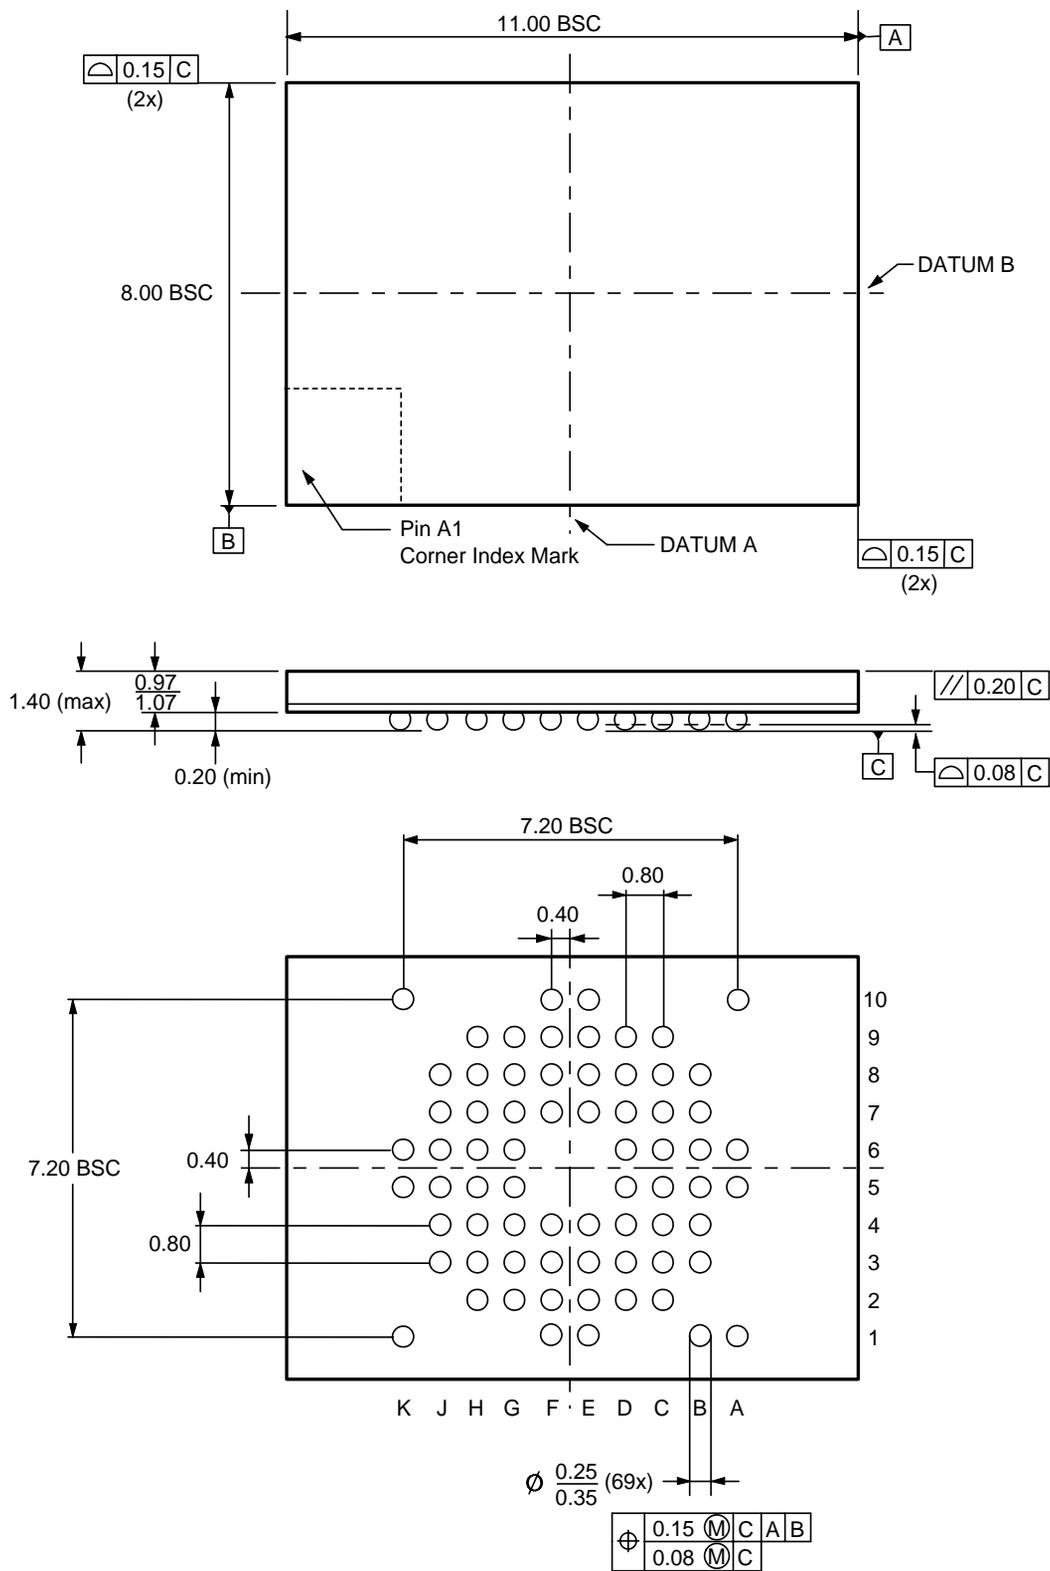 11.00 BSC
A
0.15 C
(2x)
8.00 BSC
DATUM B
B
Pin A1
Corner Index Mark
DATUM A
0.15 C
(2x)
1.40 (max)
0.97
1.07
0.20 (min)
// 0.20 C
C
0.08 C
7.20 BSC
0.80
0.40
10
9
8
7
6
5
4
3
2
1
7.20 BSC
0.40
0.80
K J H G F E D C B A
Ø 0.25 (69x)
0.35
⌖ 0.15 Ⓜ C A B
0.08 Ⓜ C